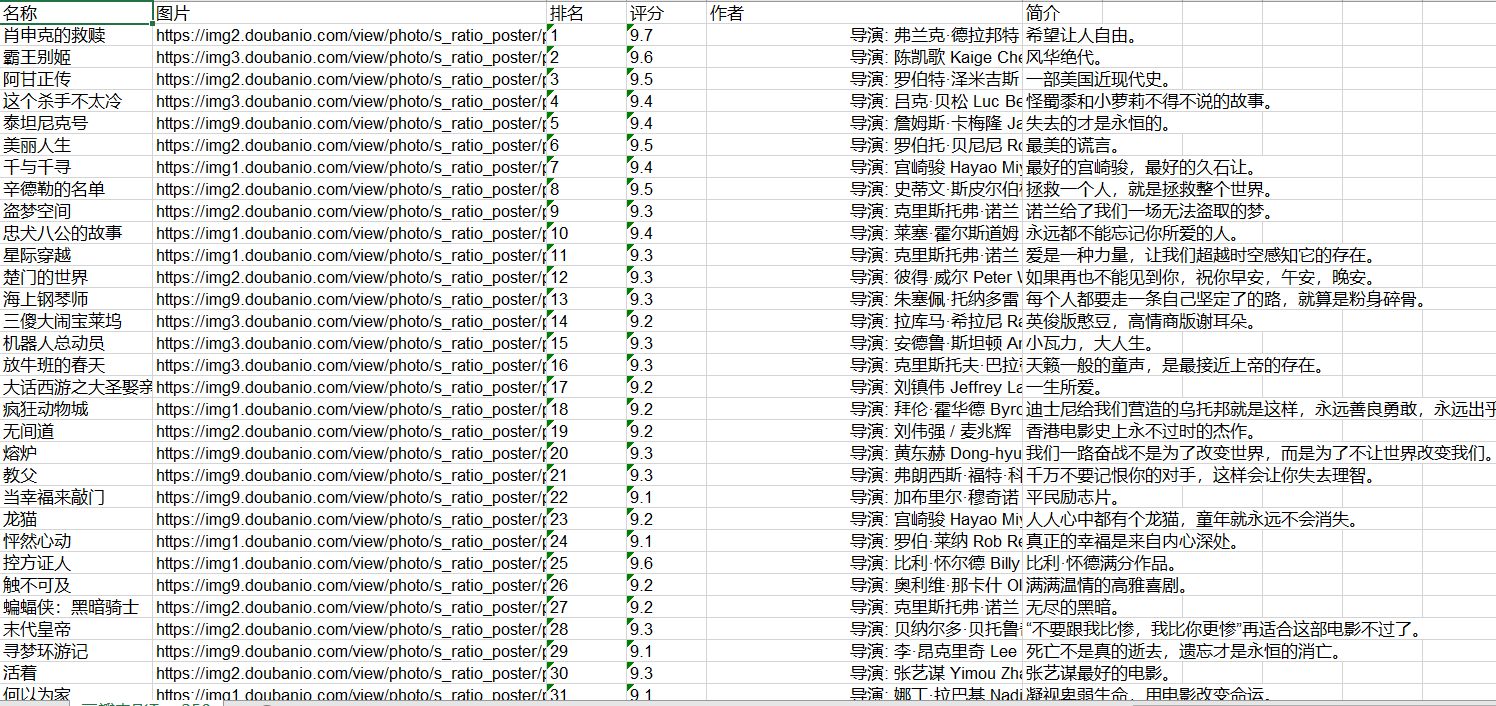 名称 图片 排名 评分 作者 简介
肖申克的救赎 https://img2.doubanio.com/view/photo/s_ratio_poster/p 1 9.7 导演: 弗兰克·德拉邦特 希望让人自由。
霸王别姬 https://img3.doubanio.com/view/photo/s_ratio_poster/p 2 9.6 导演: 陈凯歌 Kaige Che 风华绝代。
阿甘正传 https://img2.doubanio.com/view/photo/s_ratio_poster/p 3 9.5 导演: 罗伯特·泽米吉斯 一部美国近现代史。
这个杀手不太冷 https://img3.doubanio.com/view/photo/s_ratio_poster/p 4 9.4 导演: 吕克·贝松 Luc Be 怪蜀黍和小萝莉不得不说的故事。
泰坦尼克号 https://img9.doubanio.com/view/photo/s_ratio_poster/p 5 9.4 导演: 詹姆斯·卡梅隆 Ja 失去的才是永恒的。
美丽人生 https://img2.doubanio.com/view/photo/s_ratio_poster/p 6 9.5 导演: 罗伯托·贝尼尼 Ro 最美的谎言。
千与千寻 https://img1.doubanio.com/view/photo/s_ratio_poster/p 7 9.4 导演: 宫崎骏 Hayao Miy 最好的宫崎骏，最好的久石让。
辛德勒的名单 https://img2.doubanio.com/view/photo/s_ratio_poster/p 8 9.5 导演: 史蒂文·斯皮尔伯 拯救一个人，就是拯救整个世界。
盗梦空间 https://img2.doubanio.com/view/photo/s_ratio_poster/p 9 9.3 导演: 克里斯托弗·诺兰 诺兰给了我们一场无法盗取的梦。
忠犬八公的故事 https://img1.doubanio.com/view/photo/s_ratio_poster/p 10 9.4 导演: 莱塞·霍尔斯道姆 永远都不能忘记你所爱的人。
星际穿越 https://img1.doubanio.com/view/photo/s_ratio_poster/p 11 9.3 导演: 克里斯托弗·诺兰 爱是一种力量，让我们超越时空感知它的存在。
楚门的世界 https://img2.doubanio.com/view/photo/s_ratio_poster/p 12 9.3 导演: 彼得·威尔 Peter W 如果再也不能见到你，祝你早安，午安，晚安。
海上钢琴师 https://img9.doubanio.com/view/photo/s_ratio_poster/p 13 9.3 导演: 朱塞佩·托纳多雷 每个人都要走一条自己坚定了的路，就算是粉身碎骨。
三傻大闹宝莱坞 https://img3.doubanio.com/view/photo/s_ratio_poster/p 14 9.2 导演: 拉库马·希拉尼 Ra 英俊版憨豆，高情商版谢耳朵。
机器人总动员 https://img3.doubanio.com/view/photo/s_ratio_poster/p 15 9.3 导演: 安德鲁·斯坦顿 An 小瓦力，大人生。
放牛班的春天 https://img3.doubanio.com/view/photo/s_ratio_poster/p 16 9.3 导演: 克里斯托夫·巴拉 天籁一般的童声，是最接近上帝的存在。
大话西游之大圣娶亲 https://img9.doubanio.com/view/photo/s_ratio_poster/p 17 9.2 导演: 刘镇伟 Jeffrey La 一生所爱。
疯狂动物城 https://img1.doubanio.com/view/photo/s_ratio_poster/p 18 9.2 导演: 拜伦·霍华德 Byro 迪士尼给我们营造的乌托邦就是这样，永远善良勇敢，永远出乎
无间道 https://img2.doubanio.com/view/photo/s_ratio_poster/p 19 9.2 导演: 刘伟强 / 麦兆辉 香港电影史上永不过时的杰作。
熔炉 https://img9.doubanio.com/view/photo/s_ratio_poster/p 20 9.3 导演: 黄东赫 Dong-hyu 我们一路奋战不是为了改变世界，而是为了不让世界改变我们。
教父 https://img9.doubanio.com/view/photo/s_ratio_poster/p 21 9.3 导演: 弗朗西斯·福特·科 千万不要记恨你的对手，这样会让你失去理智。
当幸福来敲门 https://img9.doubanio.com/view/photo/s_ratio_poster/p 22 9.1 导演: 加布里尔·穆奇诺 平民励志片。
龙猫 https://img9.doubanio.com/view/photo/s_ratio_poster/p 23 9.2 导演: 宫崎骏 Hayao Miy 人人心中都有个龙猫，童年就永远不会消失。
怦然心动 https://img1.doubanio.com/view/photo/s_ratio_poster/p 24 9.1 导演: 罗伯·莱纳 Rob Re 真正的幸福是来自内心深处。
控方证人 https://img1.doubanio.com/view/photo/s_ratio_poster/p 25 9.6 导演: 比利·怀尔德 Billy 比利·怀德满分作品。
触不可及 https://img9.doubanio.com/view/photo/s_ratio_poster/p 26 9.2 导演: 奥利维·那卡什 Ol 满满温情的高雅喜剧。
蝙蝠侠：黑暗骑士 https://img2.doubanio.com/view/photo/s_ratio_poster/p 27 9.2 导演: 克里斯托弗·诺兰 无尽的黑暗。
末代皇帝 https://img2.doubanio.com/view/photo/s_ratio_poster/p 28 9.3 导演: 贝纳尔多·贝托鲁 “不要跟我比惨，我比你更惨”再适合这部电影不过了。
寻梦环游记 https://img9.doubanio.com/view/photo/s_ratio_poster/p 29 9.1 导演: 李·昂克里奇 Lee 死亡不是真的逝去，遗忘才是永恒的消亡。
活着 https://img2.doubanio.com/view/photo/s_ratio_poster/p 30 9.3 导演: 张艺谋 Yimou Zha 张艺谋最好的电影。
何以为家 https://img1.doubanio.com/view/photo/s_ratio_poster/p 31 9.1 导演: 娜丁·拉巴基 Nadi 凝视卑弱生命，用电影改变命运。